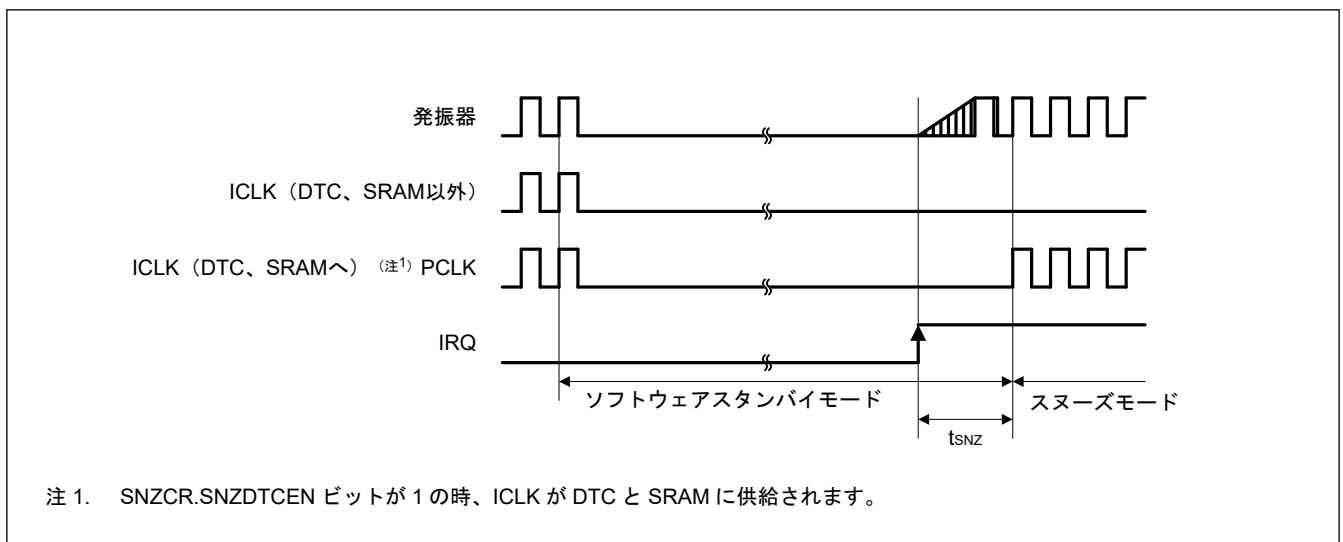 発振器
ICLK（DTC、SRAM以外）
ICLK（DTC、SRAMへ）（注1）PCLK
IRQ
ソフトウェアスタンバイモード
スヌーズモード
tSNZ
注 1. SNZCR.SNZDTCEN ビットが 1 の時、ICLK が DTC と SRAM に供給されます。